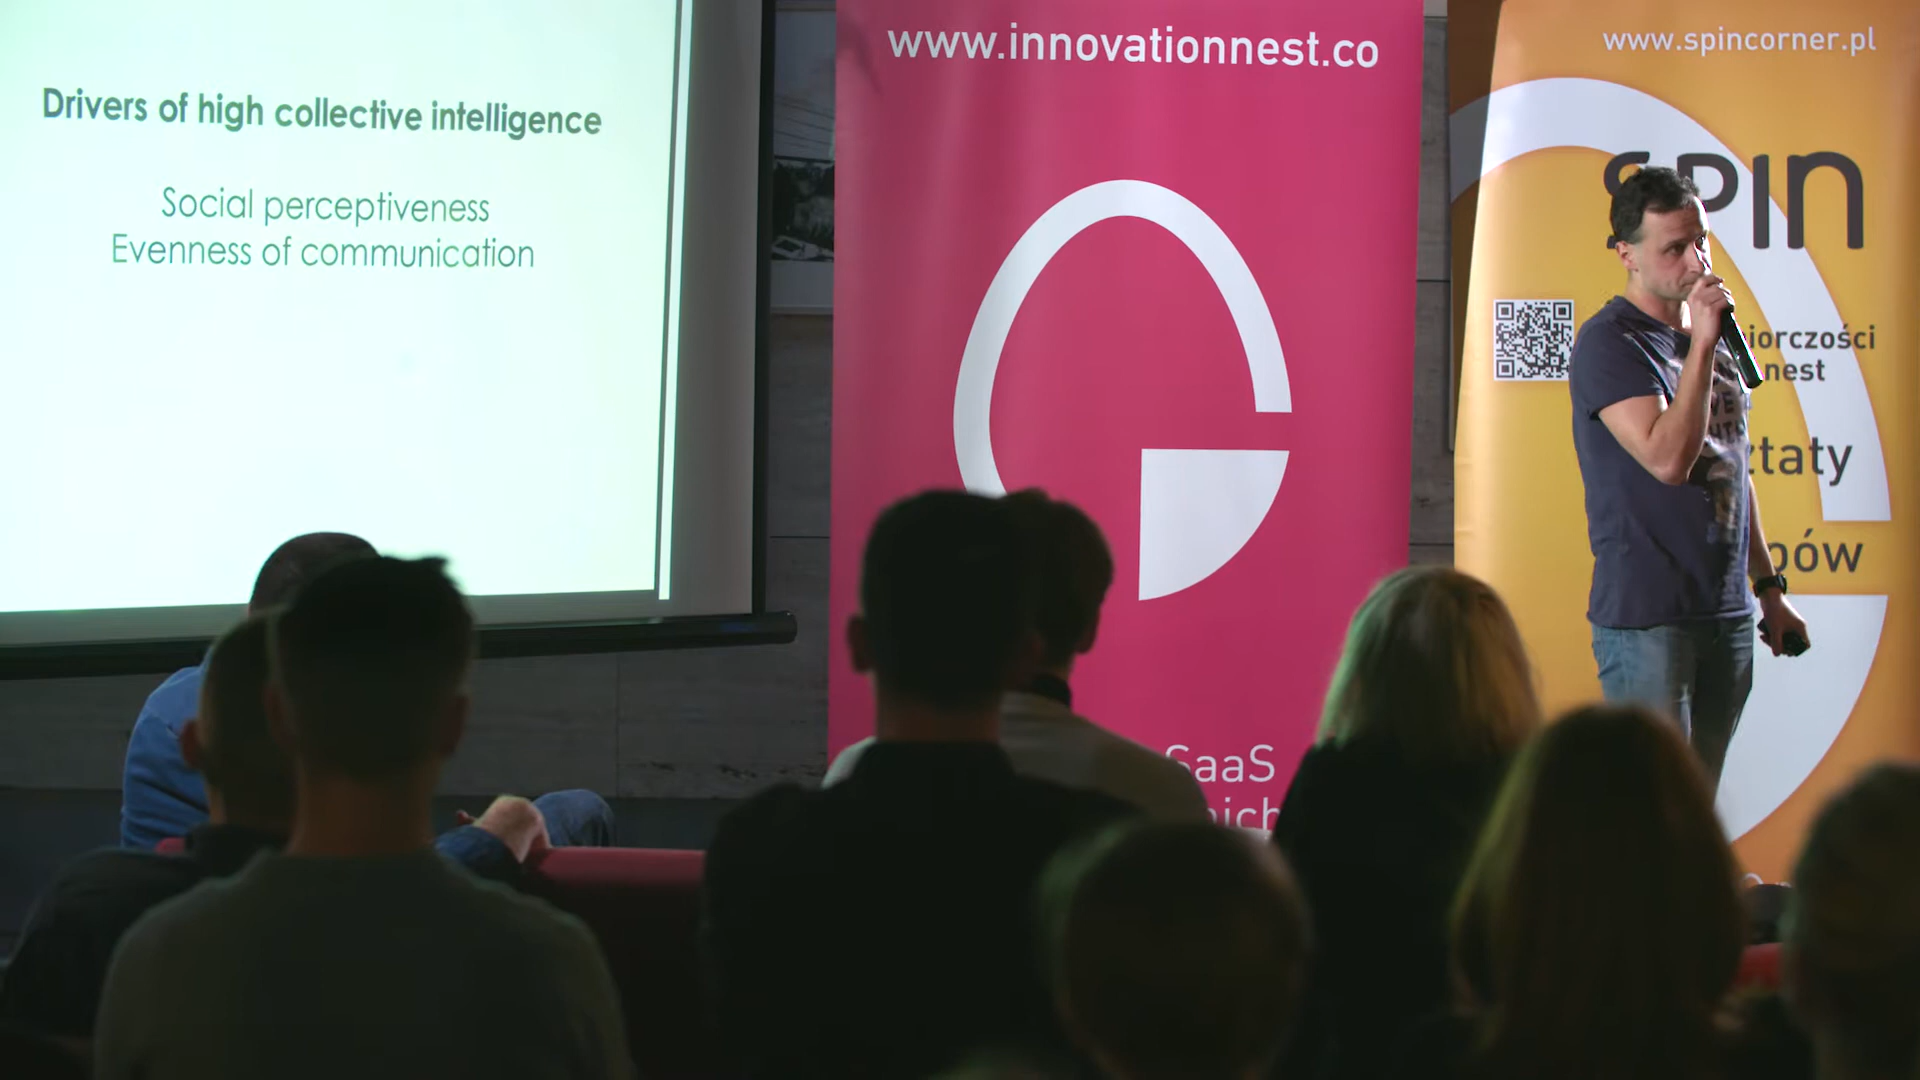 Drivers of high collective intelligence
Social perceptiveness
Evenness of communication
www.innovationnest.co
SaaS
www.spincorner.pl
SPIN
iorczości
nest
ztaty
pów